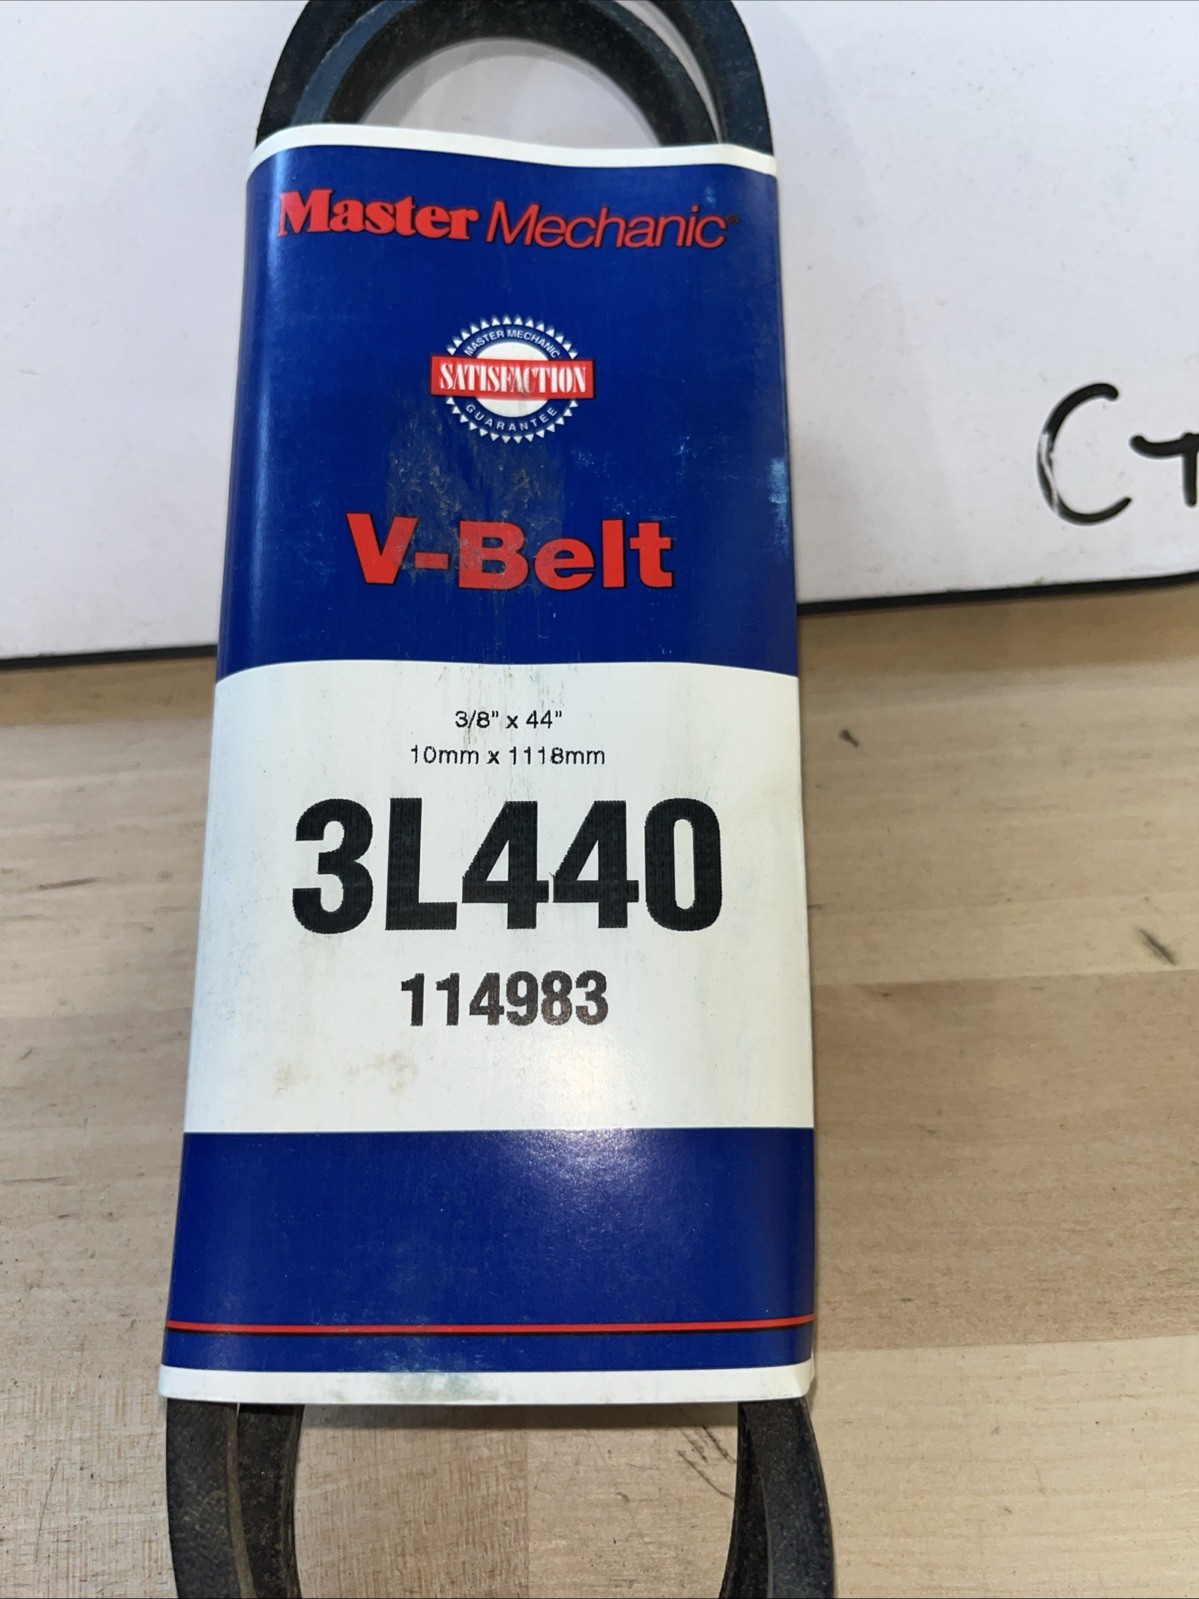 Master Mechanic®
MASTER MECHANIC
SATISFACTION
GUARANTEE
V-Belt
3/8" x 44"
10mm x 1118mm
3L440
114983